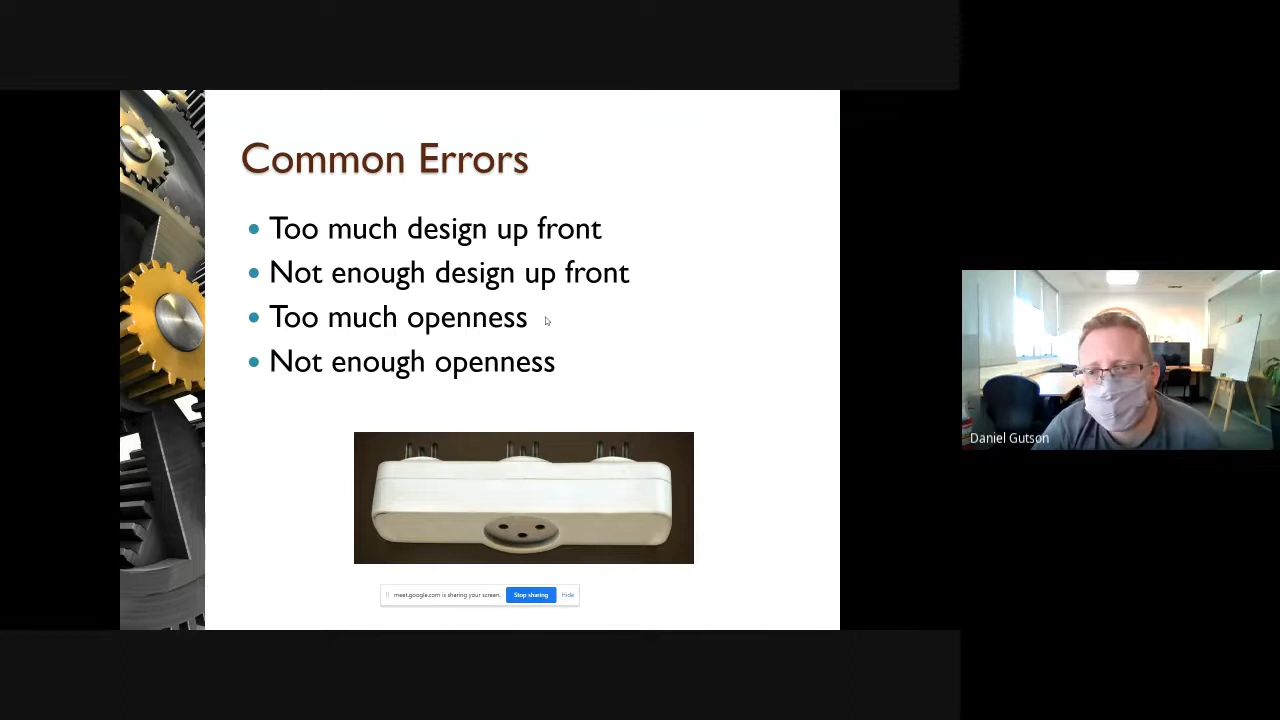 Common Errors
Too much design up front
Not enough design up front
Too much openness
Not enough openness
Daniel Gutson
meet.google.com is sharing your screen.
Stop sharing
Hide